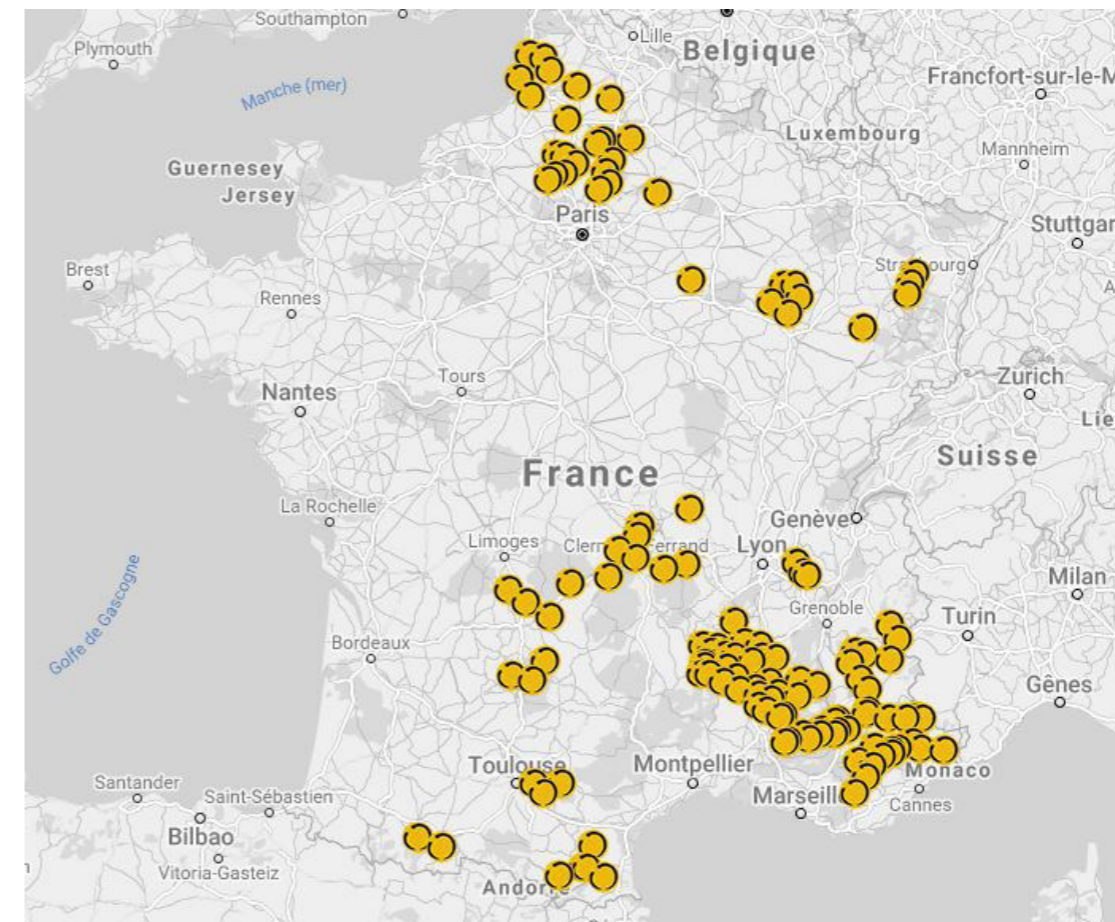 Southampton
Plymouth
Lille
Belgique
Francfort-sur-le-M
Manche (mer)
Luxembourg
Mannheim
Guernesey
Jersey
Paris
Stuttgar
Brest
Rennes
Zurich
Nantes
Tours
Lie
Suisse
France
La Rochelle
Genève
Limoges
Lyon
Milan
Golfe de Gascogne
Grenoble
Turin
Bordeaux
Gênes
Toulouse
Montpellier
Monaco
Santander
Saint-Sébastien
Cannes
Bilbao
Vitoria-Gasteiz